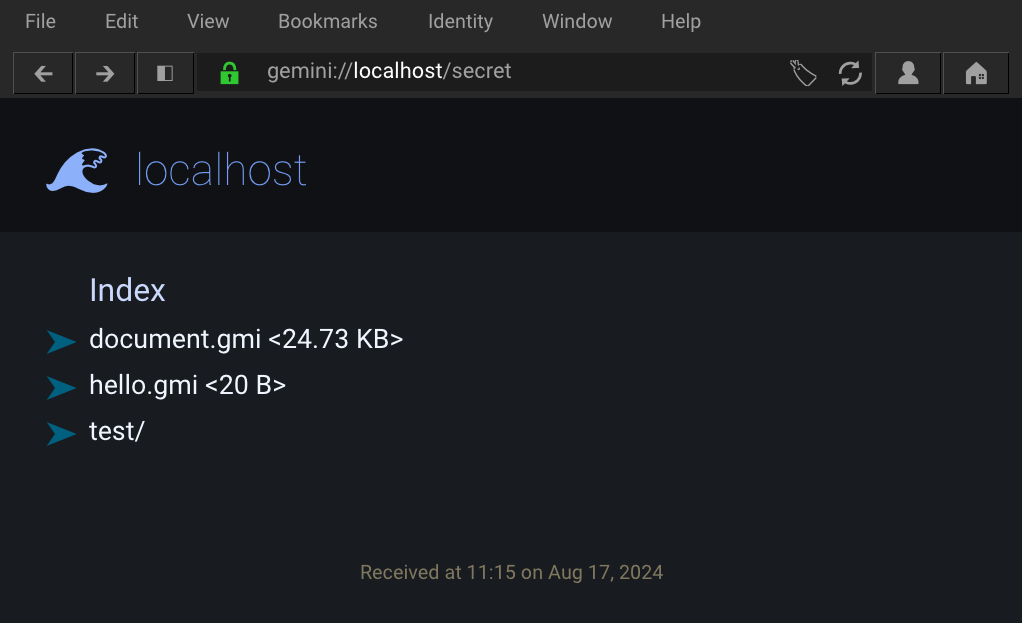 File Edit View Bookmarks Identity Window Help
gemini://localhost/secret
localhost
Index
document.gmi <24.73 KB>
hello.gmi <20 B>
test/
Received at 11:15 on Aug 17, 2024